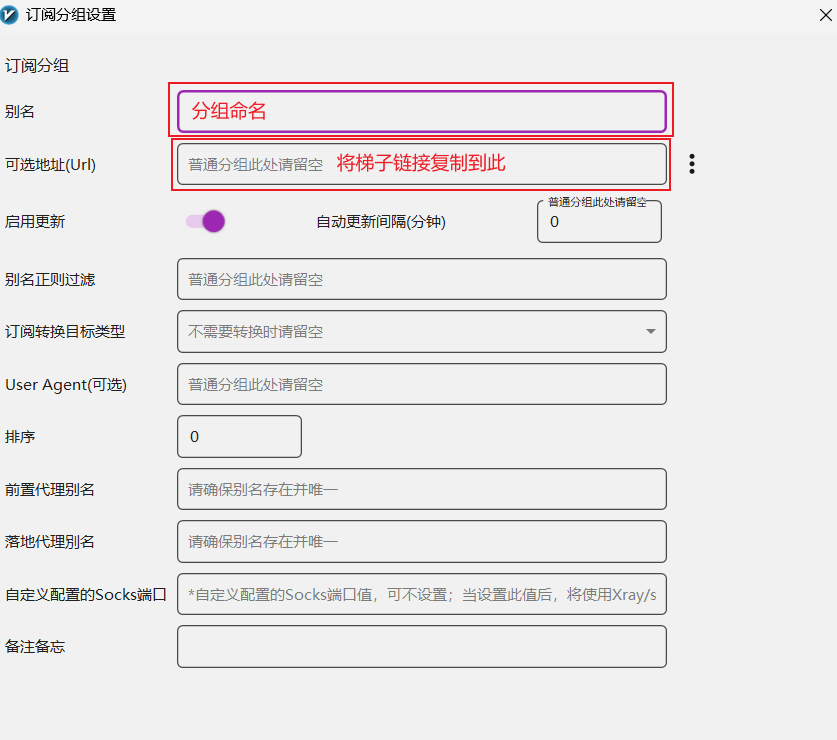 订阅分组设置
订阅分组
别名 分组命名
可选地址(Url) 普通分组此处请留空 将梯子链接复制到此
启用更新 自动更新间隔(分钟) 普通分组此处请留空 0
别名正则过滤 普通分组此处请留空
订阅转换目标类型 不需要转换时请留空
User Agent(可选) 普通分组此处请留空
排序 0
前置代理别名 请确保别名存在并唯一
落地代理别名 请确保别名存在并唯一
自定义配置的Socks端口 *自定义配置的Socks端口值，可不设置；当设置此值后，将使用Xray/s
备注备忘